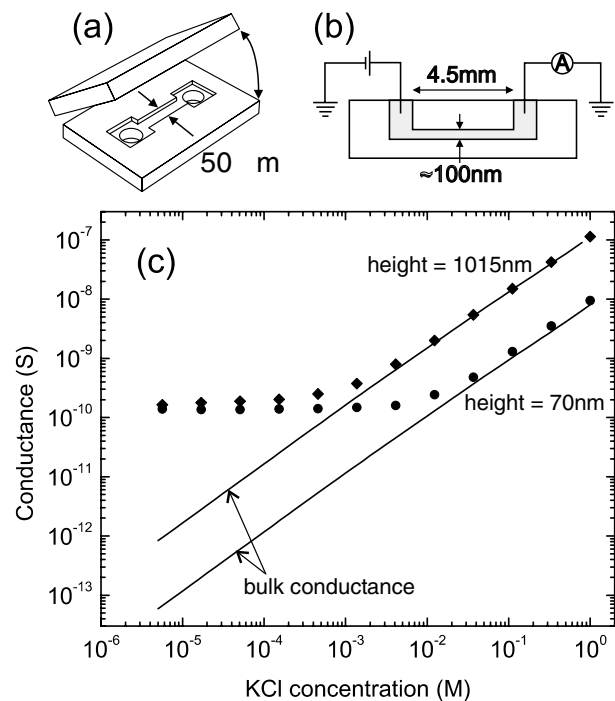 (a)
50 m
(b)
A
4.5mm
≈100nm
(c)
height = 1015nm
height = 70nm
bulk conductance
Conductance (S)
10⁻⁷
10⁻⁸
10⁻⁹
10⁻¹⁰
10⁻¹¹
10⁻¹²
10⁻¹³
10⁻⁶ 10⁻⁵ 10⁻⁴ 10⁻³ 10⁻² 10⁻¹ 10⁰
KCl concentration (M)